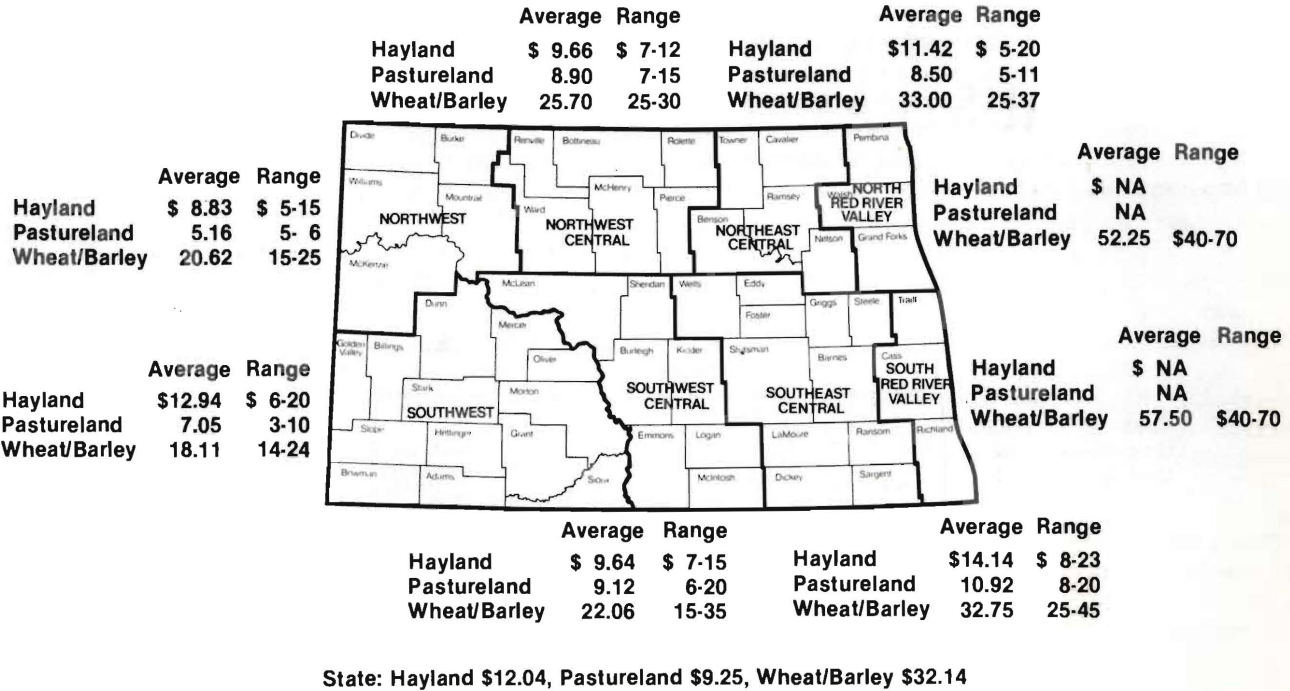 Average Range
Hayland $ 9.66 $ 7-12
Pastureland 8.90 7-15
Wheat/Barley 25.70 25-30
Average Range
Hayland $11.42 $ 5-20
Pastureland 8.50 5-11
Wheat/Barley 33.00 25-37
Average Range
Hayland $ 8.83 $ 5-15
Pastureland 5.16 5- 6
Wheat/Barley 20.62 15-25
Average Range
Hayland $ NA
Pastureland NA
Wheat/Barley 52.25 $40-70
Average Range
Hayland $12.94 $ 6-20
Pastureland 7.05 3-10
Wheat/Barley 18.11 14-24
Average Range
Hayland $ NA
Pastureland NA
Wheat/Barley 57.50 $40-70
Divide Burke Renville Bottineau Rolette Towner Cavalier Pembina
Williams Mountrail Ward McHenry Pierce Benson Ramsey Walsh
NORTHWEST
NORTHWEST
CENTRAL
NORTHEAST
CENTRAL
NORTH
RED RIVER
VALLEY
McKenzie Nelson Grand Forks
Dunn McLean Sheridan Wells Eddy
Foster Griggs Steele Traill
Golden
Valley
Billings Mercer Oliver Burleigh Kidder Stutsman Barnes Cass
Stark Morton
SOUTHWEST
SOUTHWEST
CENTRAL
SOUTHEAST
CENTRAL
SOUTH
RED RIVER
VALLEY
Slope Hettinger Grant Emmons Logan LaMoure Ransom Richland
Bowman Adams Sioux McIntosh Dickey Sargent
Average Range
Hayland $ 9.64 $ 7-15
Pastureland 9.12 6-20
Wheat/Barley 22.06 15-35
Average Range
Hayland $14.14 $ 8-23
Pastureland 10.92 8-20
Wheat/Barley 32.75 25-45
State: Hayland $12.04, Pastureland $9.25, Wheat/Barley $32.14